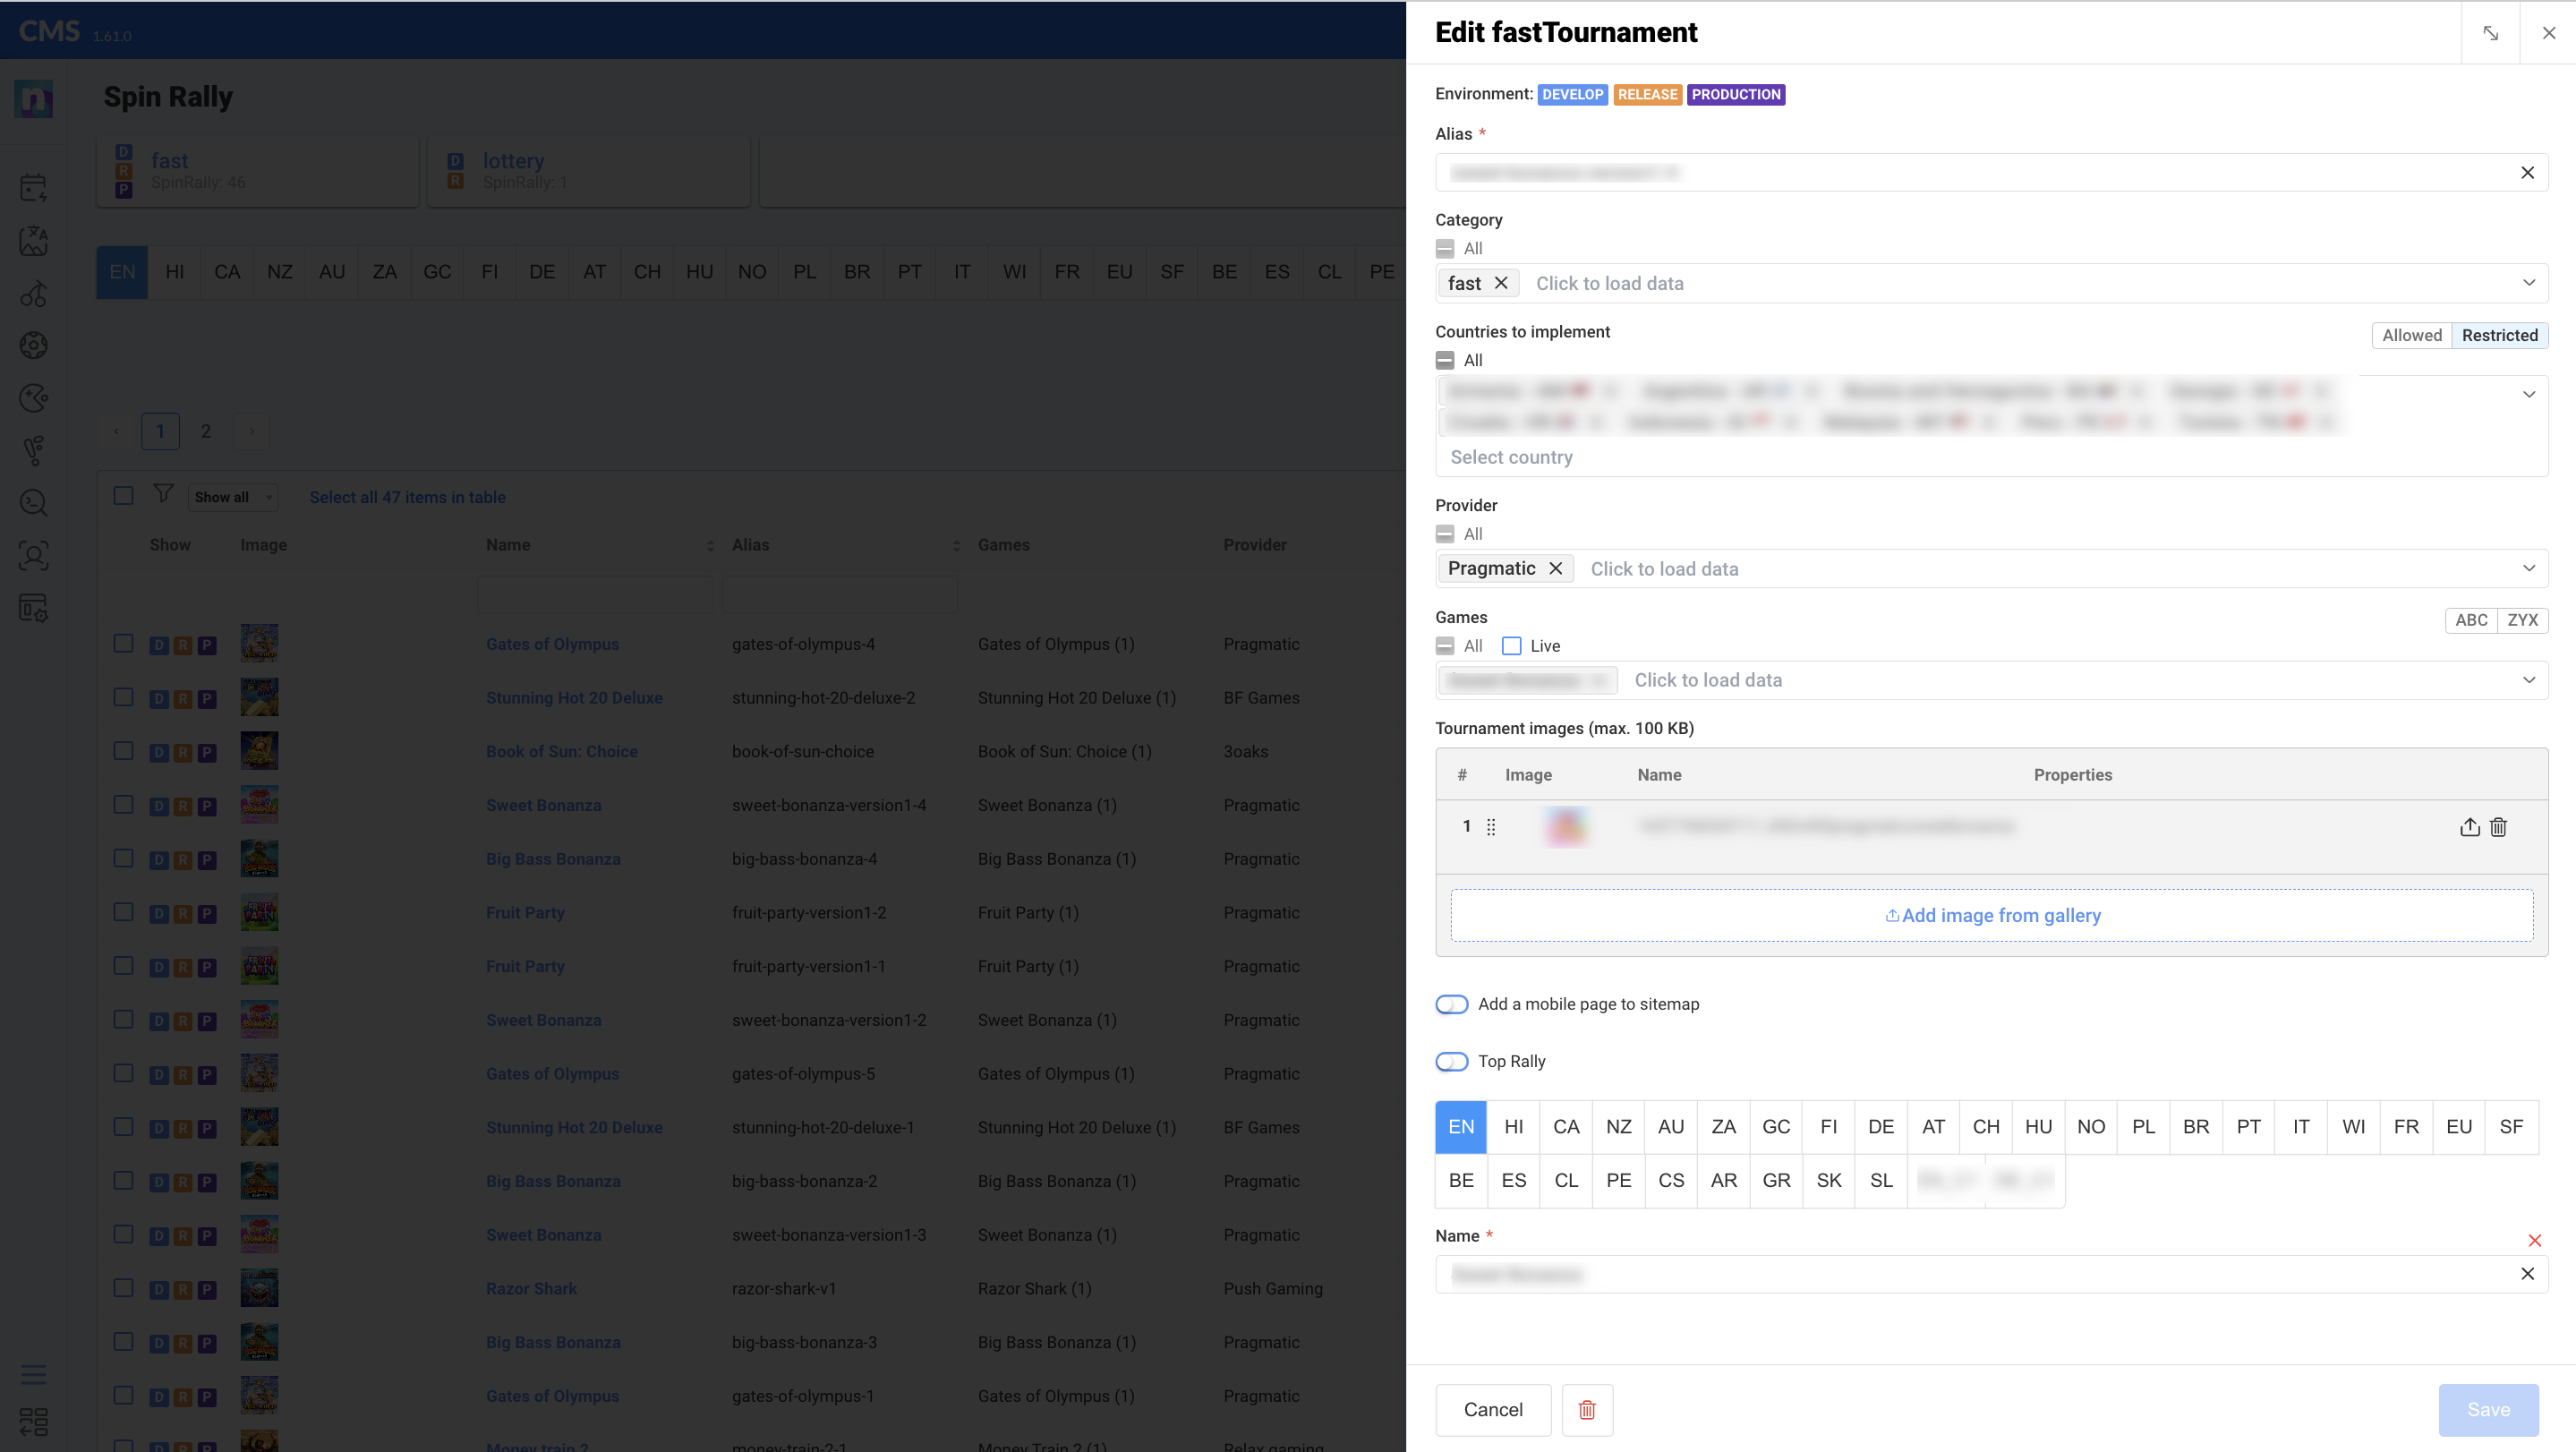 CMS 1.61.0
Spin Rally
D R P fast SpinRally: 46
D R lottery SpinRally: 1
EN HI CA NZ AU ZA GC FI DE AT CH HU NO PL BR PT IT WI FR EU SF BE ES CL PE
‹ 1 2 ›
Show all Select all 47 items in table
Show Image Name Alias Games Provider
D R P Gates of Olympus gates-of-olympus-4 Gates of Olympus (1) Pragmatic
D R P Stunning Hot 20 Deluxe stunning-hot-20-deluxe-2 Stunning Hot 20 Deluxe (1) BF Games
D R P Book of Sun: Choice book-of-sun-choice Book of Sun: Choice (1) 3oaks
D R P Sweet Bonanza sweet-bonanza-version1-4 Sweet Bonanza (1) Pragmatic
D R P Big Bass Bonanza big-bass-bonanza-4 Big Bass Bonanza (1) Pragmatic
D R P Fruit Party fruit-party-version1-2 Fruit Party (1) Pragmatic
D R P Fruit Party fruit-party-version1-1 Fruit Party (1) Pragmatic
D R P Sweet Bonanza sweet-bonanza-version1-2 Sweet Bonanza (1) Pragmatic
D R P Gates of Olympus gates-of-olympus-5 Gates of Olympus (1) Pragmatic
D R P Stunning Hot 20 Deluxe stunning-hot-20-deluxe-1 Stunning Hot 20 Deluxe (1) BF Games
D R P Big Bass Bonanza big-bass-bonanza-2 Big Bass Bonanza (1) Pragmatic
D R P Sweet Bonanza sweet-bonanza-version1-3 Sweet Bonanza (1) Pragmatic
D R P Razor Shark razor-shark-v1 Razor Shark (1) Push Gaming
D R P Big Bass Bonanza big-bass-bonanza-3 Big Bass Bonanza (1) Pragmatic
D R P Gates of Olympus gates-of-olympus-1 Gates of Olympus (1) Pragmatic
D R P Money train 2 money-train-2-1 Money Train 2 (1) Relax gaming
Edit fastTournament
Environment: DEVELOP RELEASE PRODUCTION
Alias *
Category
All
fast Click to load data
Countries to implement Allowed Restricted
All
Select country
Provider
All
Pragmatic Click to load data
Games ABC ZYX
All Live
Click to load data
Tournament images (max. 100 KB)
# Image Name Properties
1
Add image from gallery
Add a mobile page to sitemap
Top Rally
EN HI CA NZ AU ZA GC FI DE AT CH HU NO PL BR PT IT WI FR EU SF
BE ES CL PE CS AR GR SK SL
Name *
Cancel Save